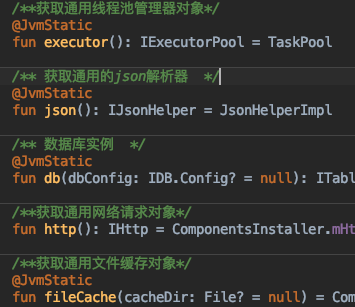 /**获取通用线程池管理器对象*/
@JvmStatic
fun executor(): IExecutorPool = TaskPool
/** 获取通用的json解析器  */
@JvmStatic
fun json(): IJsonHelper = JsonHelperImpl
/** 数据库实例  */
@JvmStatic
fun db(dbConfig: IDB.Config? = null): ITabl
/**获取通用网络请求对象*/
fun http(): IHttp = ComponentsInstaller.mHt
/**获取通用文件缓存对象*/
@JvmStatic
fun fileCache(cacheDir: File? = null) = Com